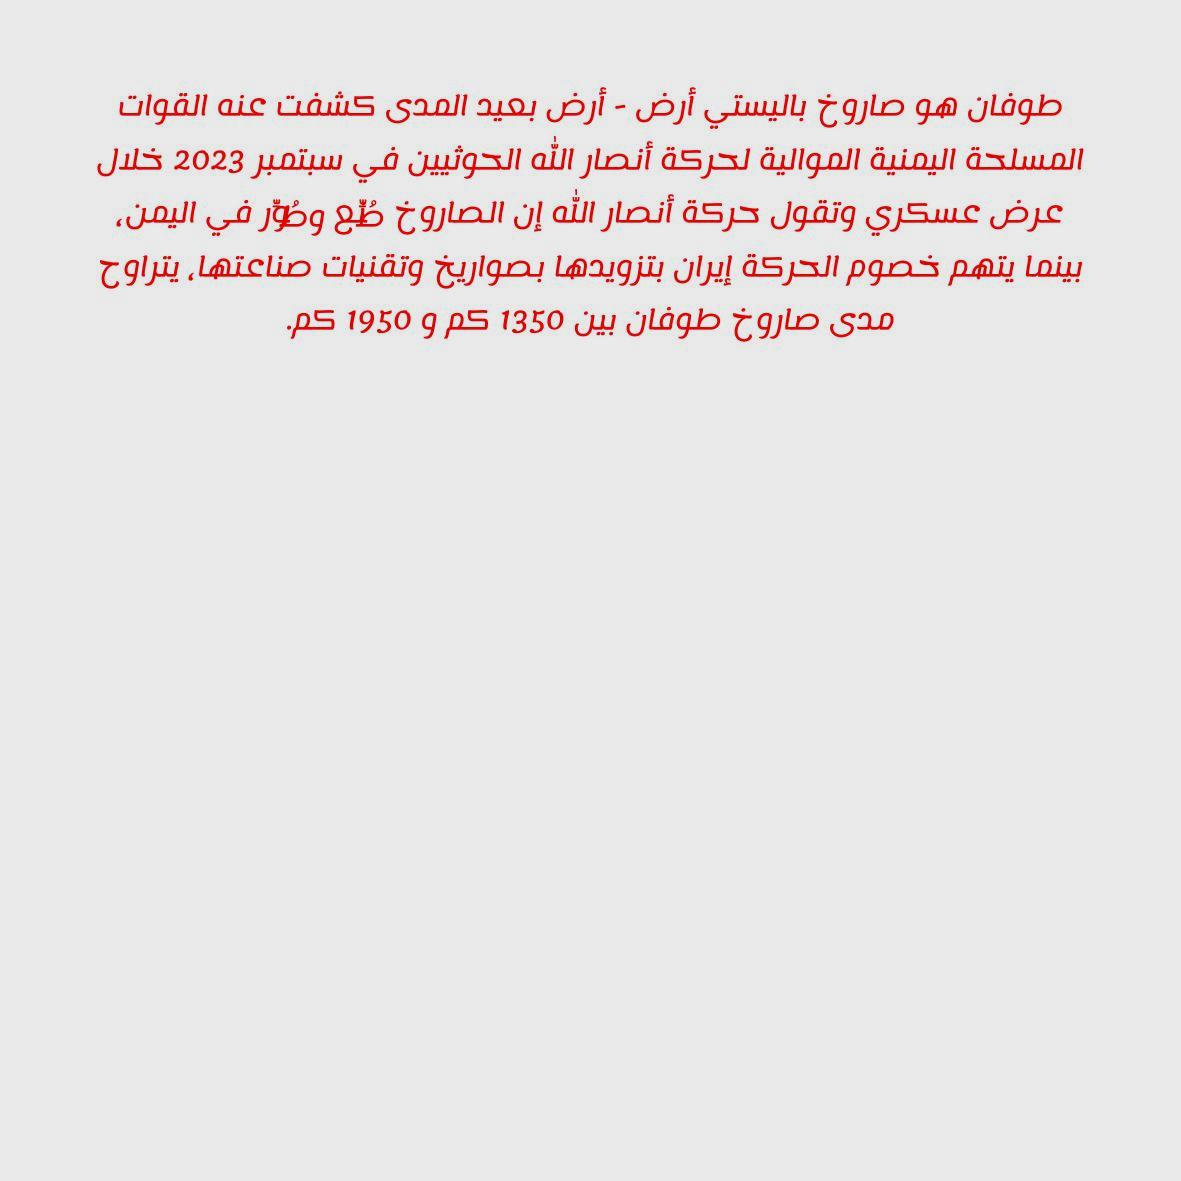 طوفان هو صاروخ باليستي أرض - أرض بعيد المدى كشفت عنه القوات
المسلحة اليمنية الموالية لحركة أنصار الله الحوثيين في سبتمبر 2023 خلال
عرض عسكري وتقول حركة أنصار الله إن الصاروخ صُنِّع وطُوِّر في اليمن،
بينما يتهم خصوم الحركة إيران بتزويدها بصواريخ وتقنيات صناعتها، يتراوح
مدى صاروخ طوفان بين 1350 كم و 1950 كم.